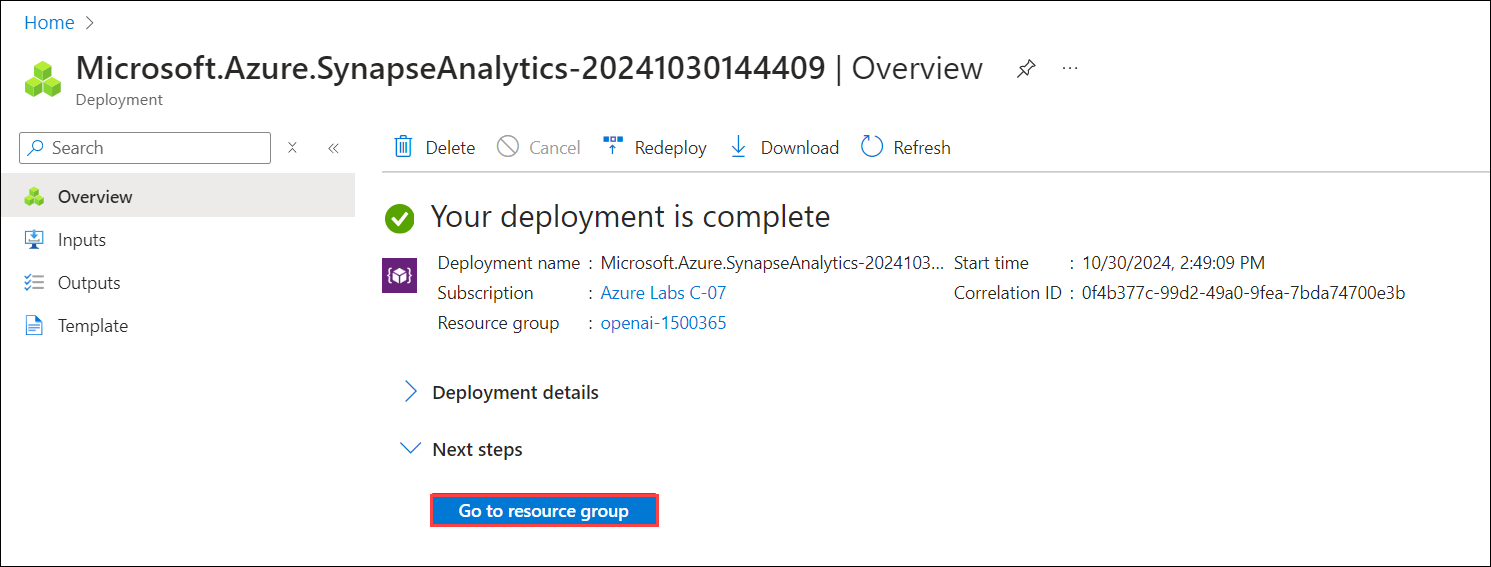 Home >
Microsoft.Azure.SynapseAnalytics-20241030144409 | Overview ...
Deployment
Search
Overview
Inputs
Outputs
Template
Delete Cancel Redeploy Download Refresh
Your deployment is complete
Deployment name : Microsoft.Azure.SynapseAnalytics-2024103... Start time : 10/30/2024, 2:49:09 PM
Subscription : Azure Labs C-07 Correlation ID : 0f4b377c-99d2-49a0-9fea-7bda74700e3b
Resource group : openai-1500365
Deployment details
Next steps
Go to resource group